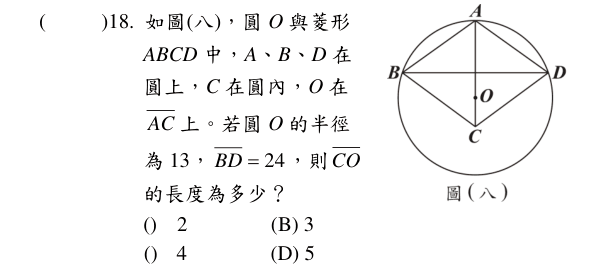 (    )18. 如圖(八)，圓 O 與菱形
ABCD 中，A、B、D 在
圓上，C 在圓內，O 在
AC 上。若圓 O 的半徑
為 13，BD = 24，則 CO
的長度為多少？
() 2 (B) 3
() 4 (D) 5
A
B
D
O
C
圖(八)